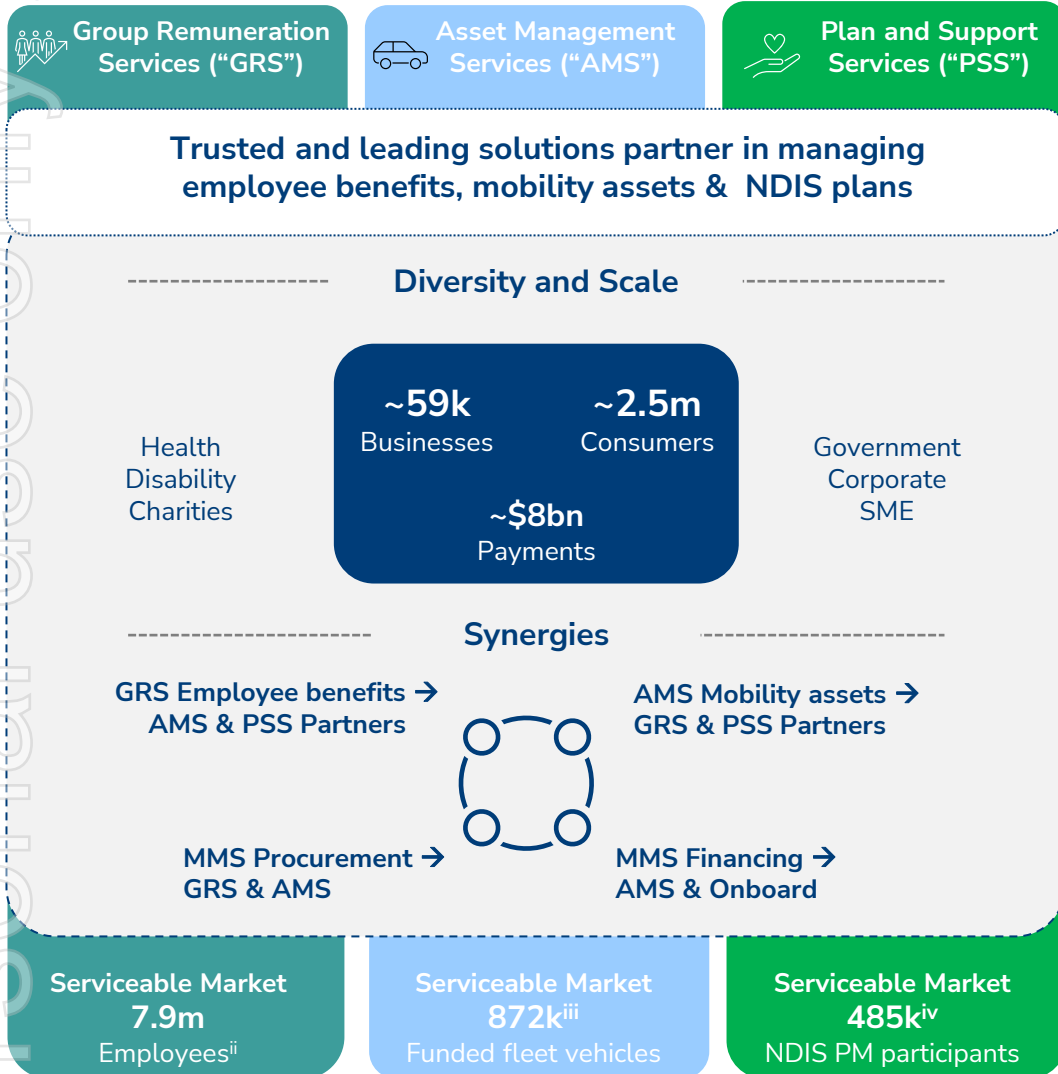 Group Remuneration
Services (“GRS”)
Asset Management
Services (“AMS”)
Plan and Support
Services (“PSS”)
Trusted and leading solutions partner in managing
employee benefits, mobility assets &  NDIS plans
Diversity and Scale
Health
Disability
Charities
~59k
Businesses
~2.5m
Consumers
~$8bn
Payments
Government
Corporate
SME
Synergies
GRS Employee benefits →
AMS & PSS Partners
AMS Mobility assets →
GRS & PSS Partners
MMS Procurement →
GRS & AMS
MMS Financing →
AMS & Onboard
Serviceable Market
7.9m
Employeesⁱⁱ
Serviceable Market
872kⁱⁱⁱ
Funded fleet vehicles
Serviceable Market
485kⁱᵛ
NDIS PM participants